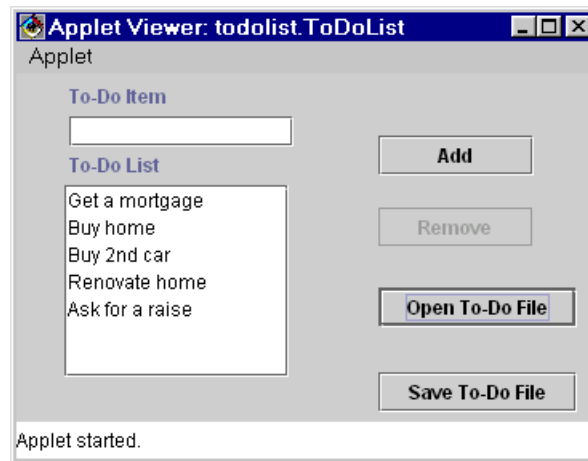 Applet Viewer: todolist.ToDoList
Applet
To-Do Item
To-Do List
Get a mortgage
Buy home
Buy 2nd car
Renovate home
Ask for a raise
Add
Remove
Open To-Do File
Save To-Do File
Applet started.